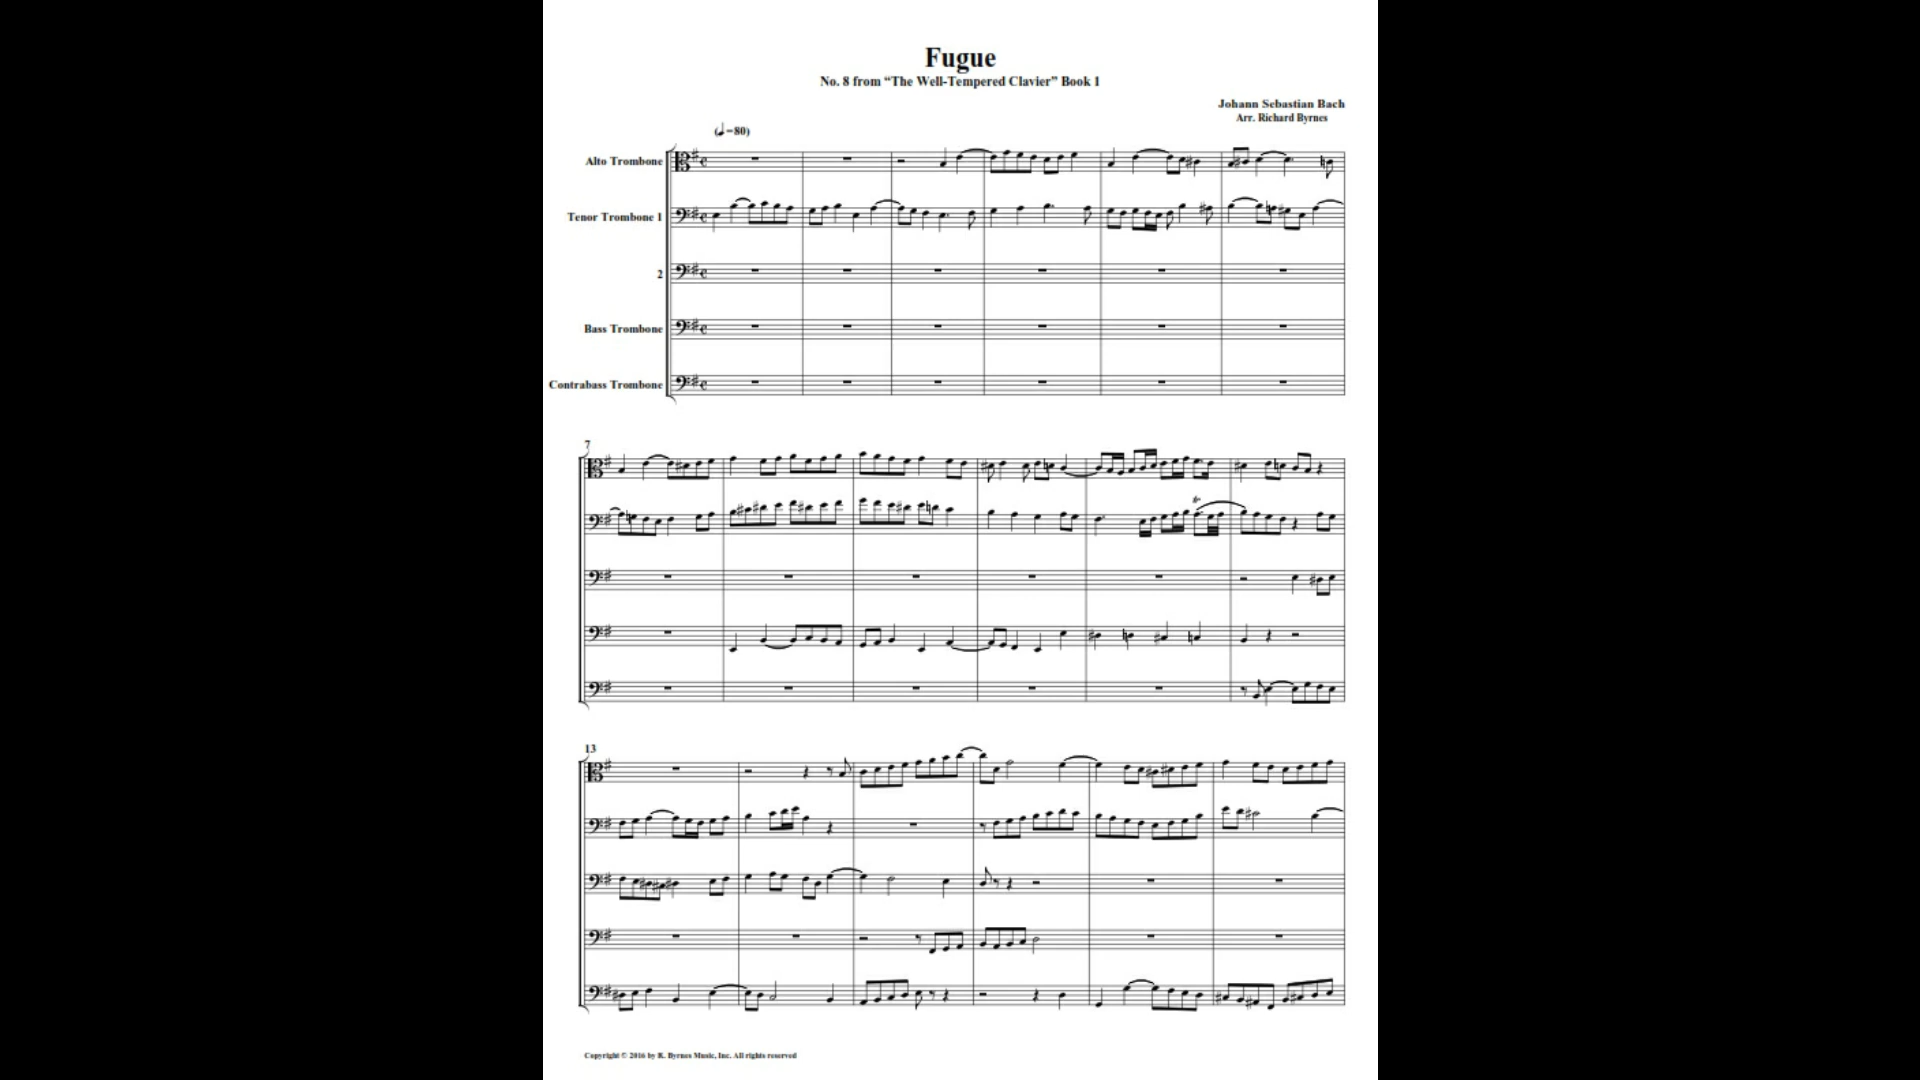 Fugue
No. 8 from “The Well-Tempered Clavier” Book 1
Johann Sebastian Bach
Arr. Richard Byrnes
(♩=80)
Alto Trombone
Tenor Trombone 1
2
Bass Trombone
Contrabass Trombone
7
13
Copyright © 2016 by R. Byrnes Music, Inc. All rights reserved